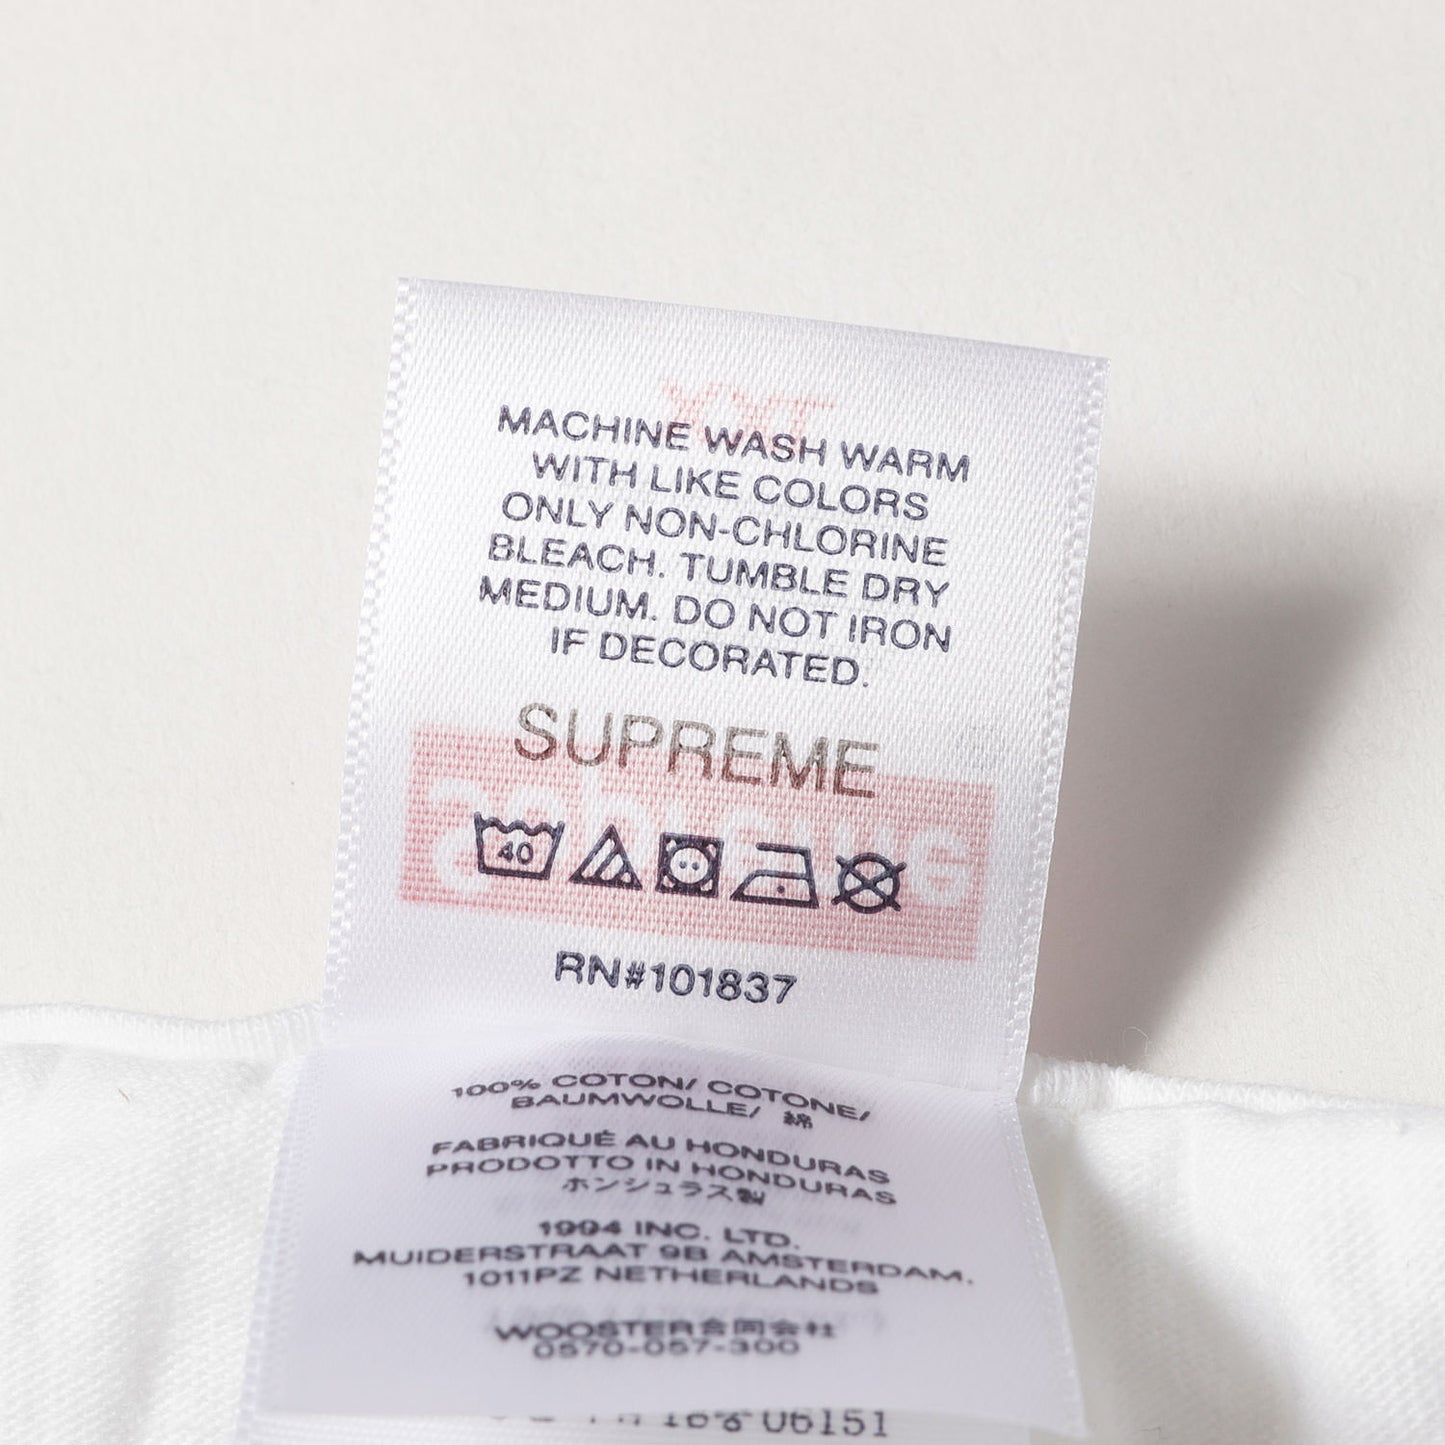 MACHINE WASH WARM
WITH LIKE COLORS
ONLY NON-CHLORINE
BLEACH. TUMBLE DRY
MEDIUM. DO NOT IRON
IF DECORATED.
SUPREME
40
RN#101837
100% COTON/ COTONE/
BAUMWOLLE/ 綿
FABRIQUÉ AU HONDURAS
PRODOTTO IN HONDURAS
ホンジュラス製
1994 INC. LTD.
MUIDERSTRAAT 9B AMSTERDAM.
1011PZ NETHERLANDS
WOOSTER合同会社
0570-057-300
06151